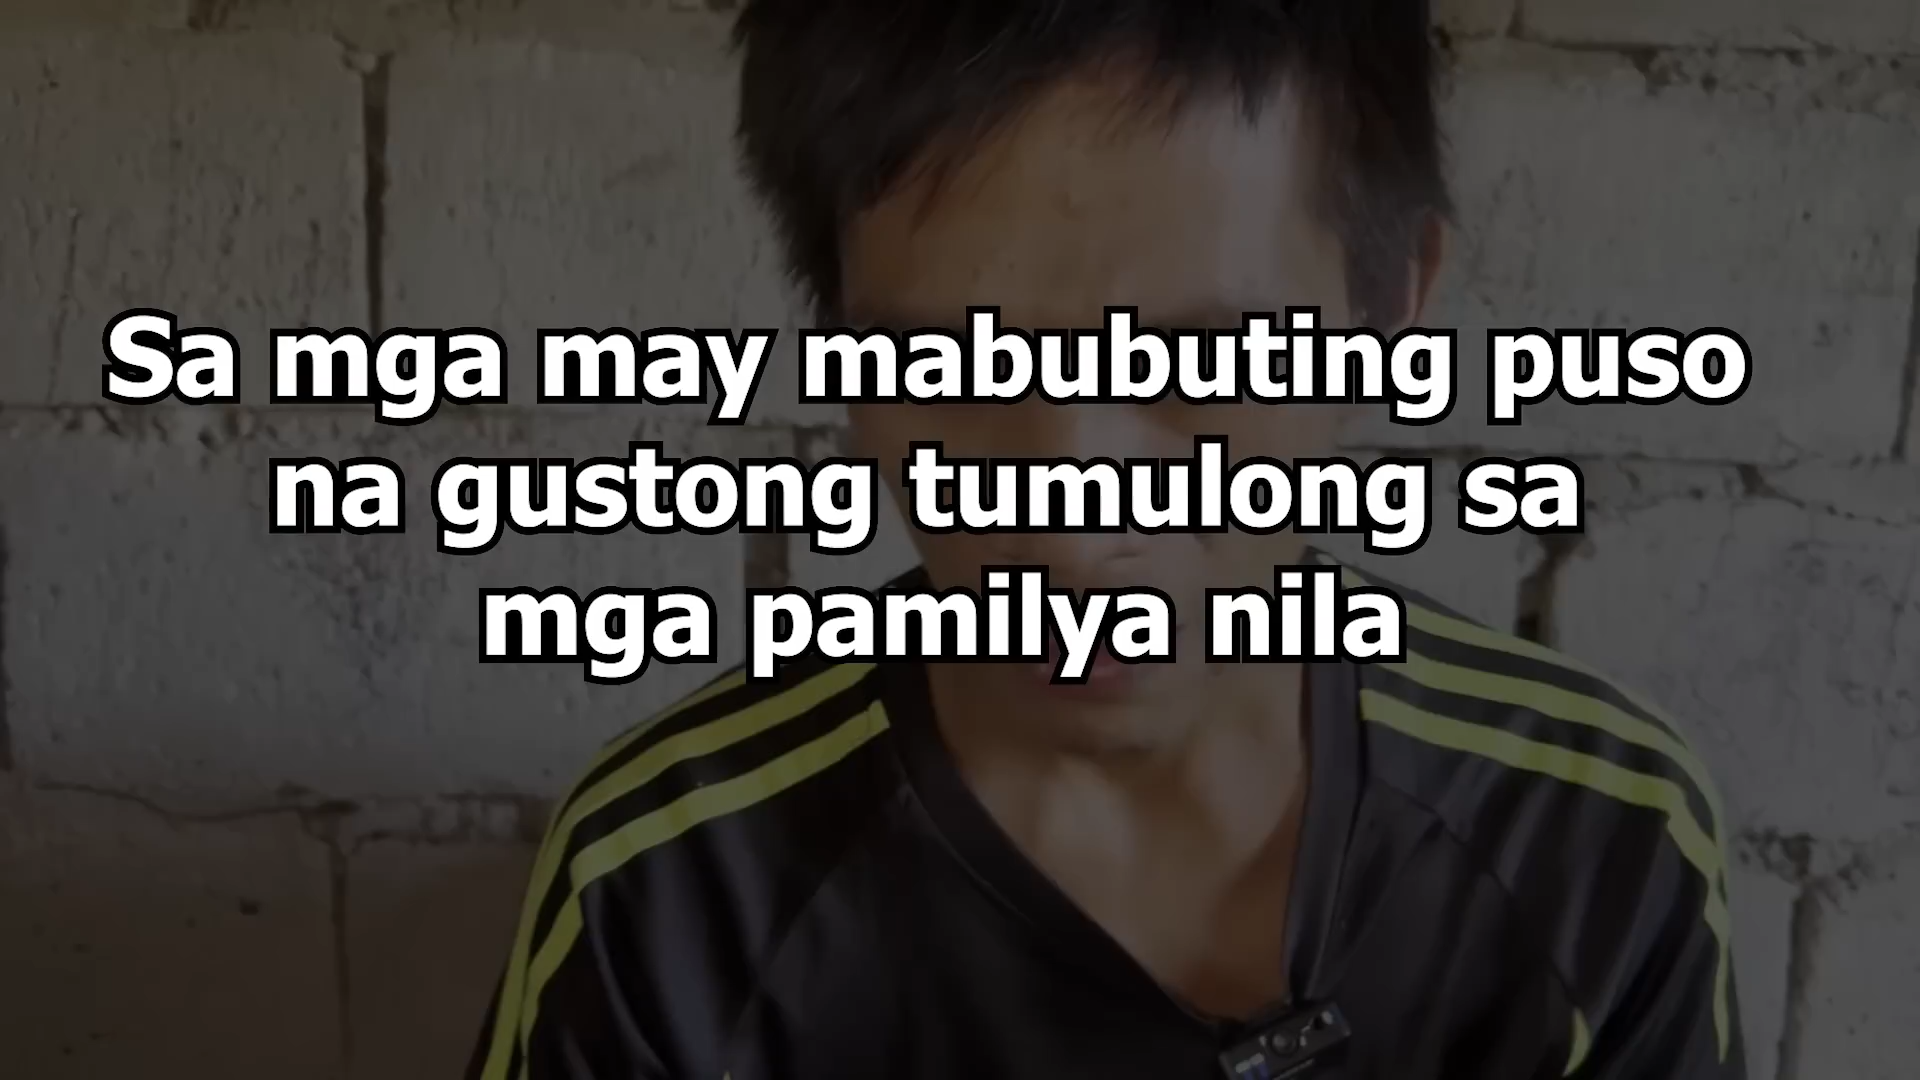 Sa mga may mabubuting puso
na gustong tumulong sa
mga pamilya nila